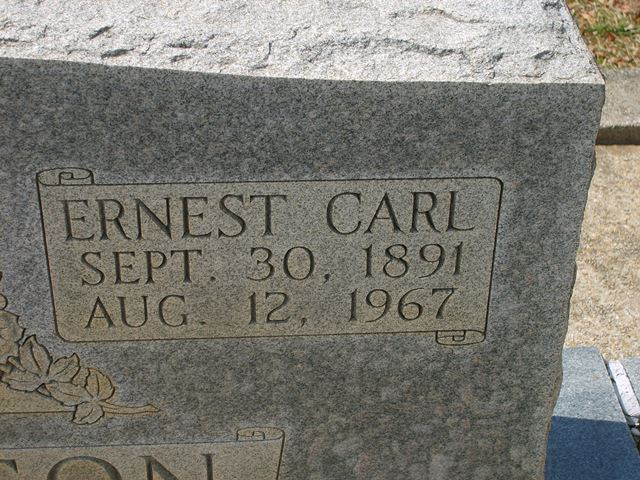 ERNEST CARL
SEPT. 30, 1891
AUG. 12, 1967